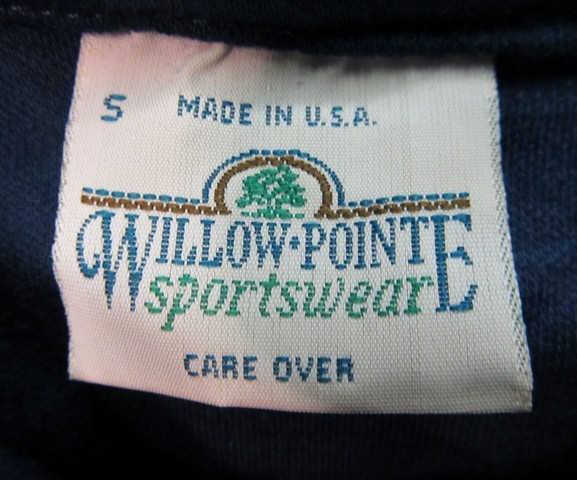 S MADE IN U.S.A.
WILLOW·POINTE
sportswear
CARE OVER